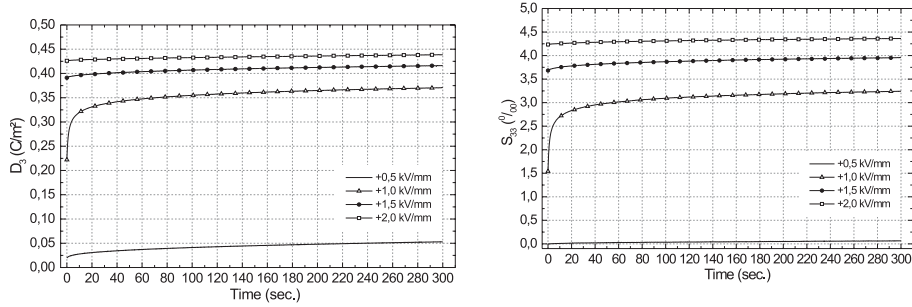 0,50
0,45
0,40
0,35
0,30
0,25
0,20
0,15
0,10
0,05
0,00
D₃ (C/m²)
+0,5 kV/mm
+1,0 kV/mm
+1,5 kV/mm
+2,0 kV/mm
0 20 40 60 80 100 120 140 160 180 200 220 240 260 280 300
Time (sec.)
5,0
4,5
4,0
3,5
3,0
2,5
2,0
1,5
1,0
0,5
0,0
S₃₃ (⁰/₀₀)
+0,5 kV/mm
+1,0 kV/mm
+1,5 kV/mm
+2,0 kV/mm
0 20 40 60 80 100 120 140 160 180 200 220 240 260 280 300
Time (sec.)